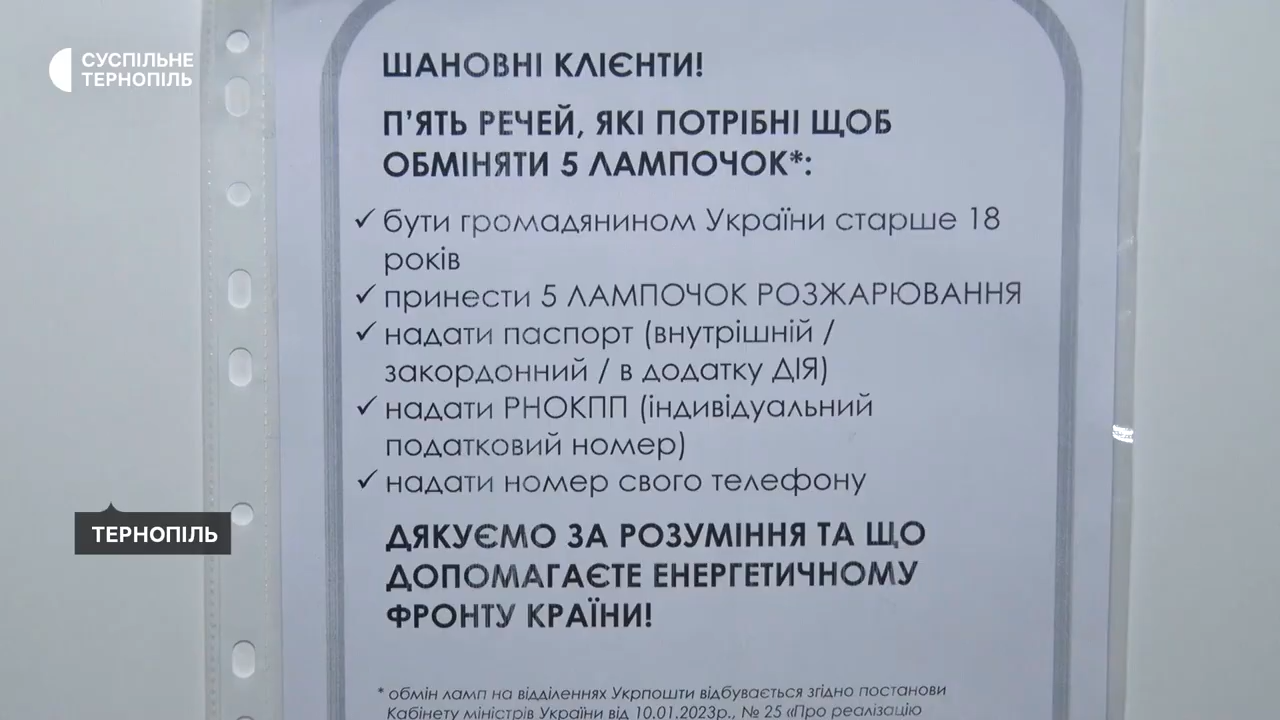 СУСПІЛЬНЕ
ТЕРНОПІЛЬ
ШАНОВНІ КЛІЄНТИ!
П’ЯТЬ РЕЧЕЙ, ЯКІ ПОТРІБНІ ЩОБ
ОБМІНЯТИ 5 ЛАМПОЧОК*:
✓ бути громадянином України старше 18
років
✓ принести 5 ЛАМПОЧОК РОЗЖАРЮВАННЯ
✓ надати паспорт (внутрішній /
закордонний / в додатку ДІЯ)
✓ надати РНОКПП (індивідуальний
податковий номер)
✓ надати номер свого телефону
ТЕРНОПІЛЬ
ДЯКУЄМО ЗА РОЗУМІННЯ ТА ЩО
ДОПОМАГАЄТЕ ЕНЕРГЕТИЧНОМУ
ФРОНТУ КРАЇНИ!
* обмін ламп на відділеннях Укрпошти відбувається згідно постанови
Кабінету міністрів України від 10.01.2023р., № 25 «Про реалізацію